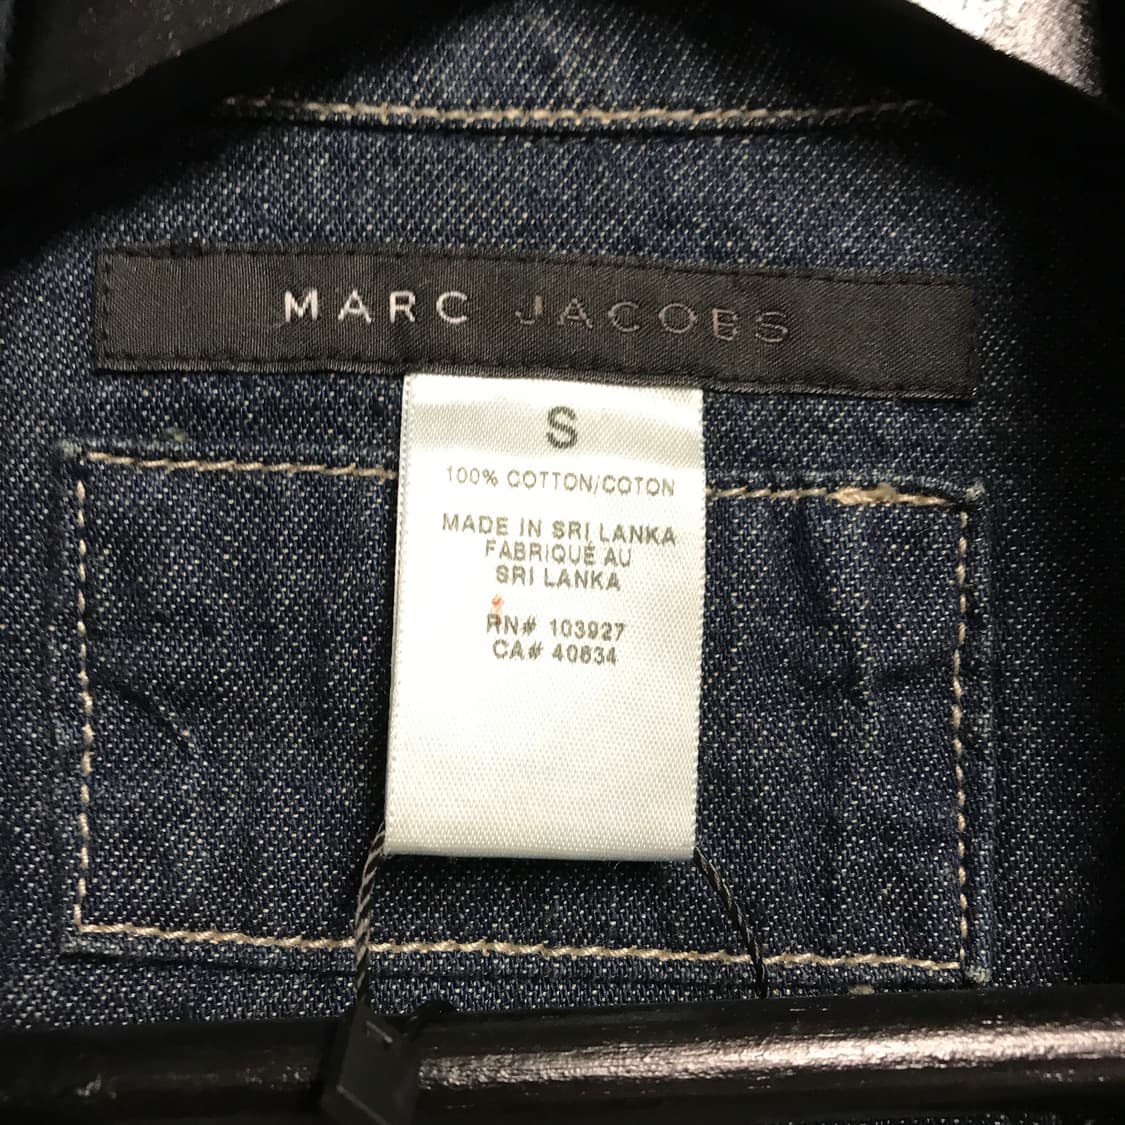 MARC JACOBS
S
100% COTTON/COTON
MADE IN SRI LANKA
FABRIQUÉ AU
SRI LANKA
RN# 103927
CA# 40634